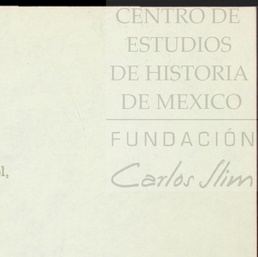 CENTRO DE
ESTUDIOS
DE HISTORIA
DE MEXICO
FUNDACIÓN
Carlos Slim
l,